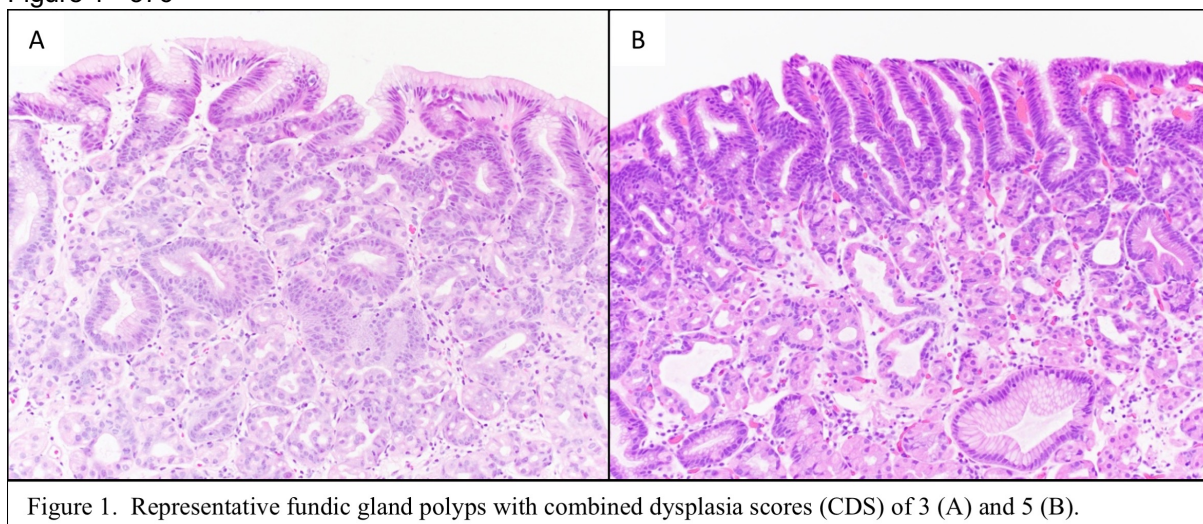 A
B
Figure 1. Representative fundic gland polyps with combined dysplasia scores (CDS) of 3 (A) and 5 (B).